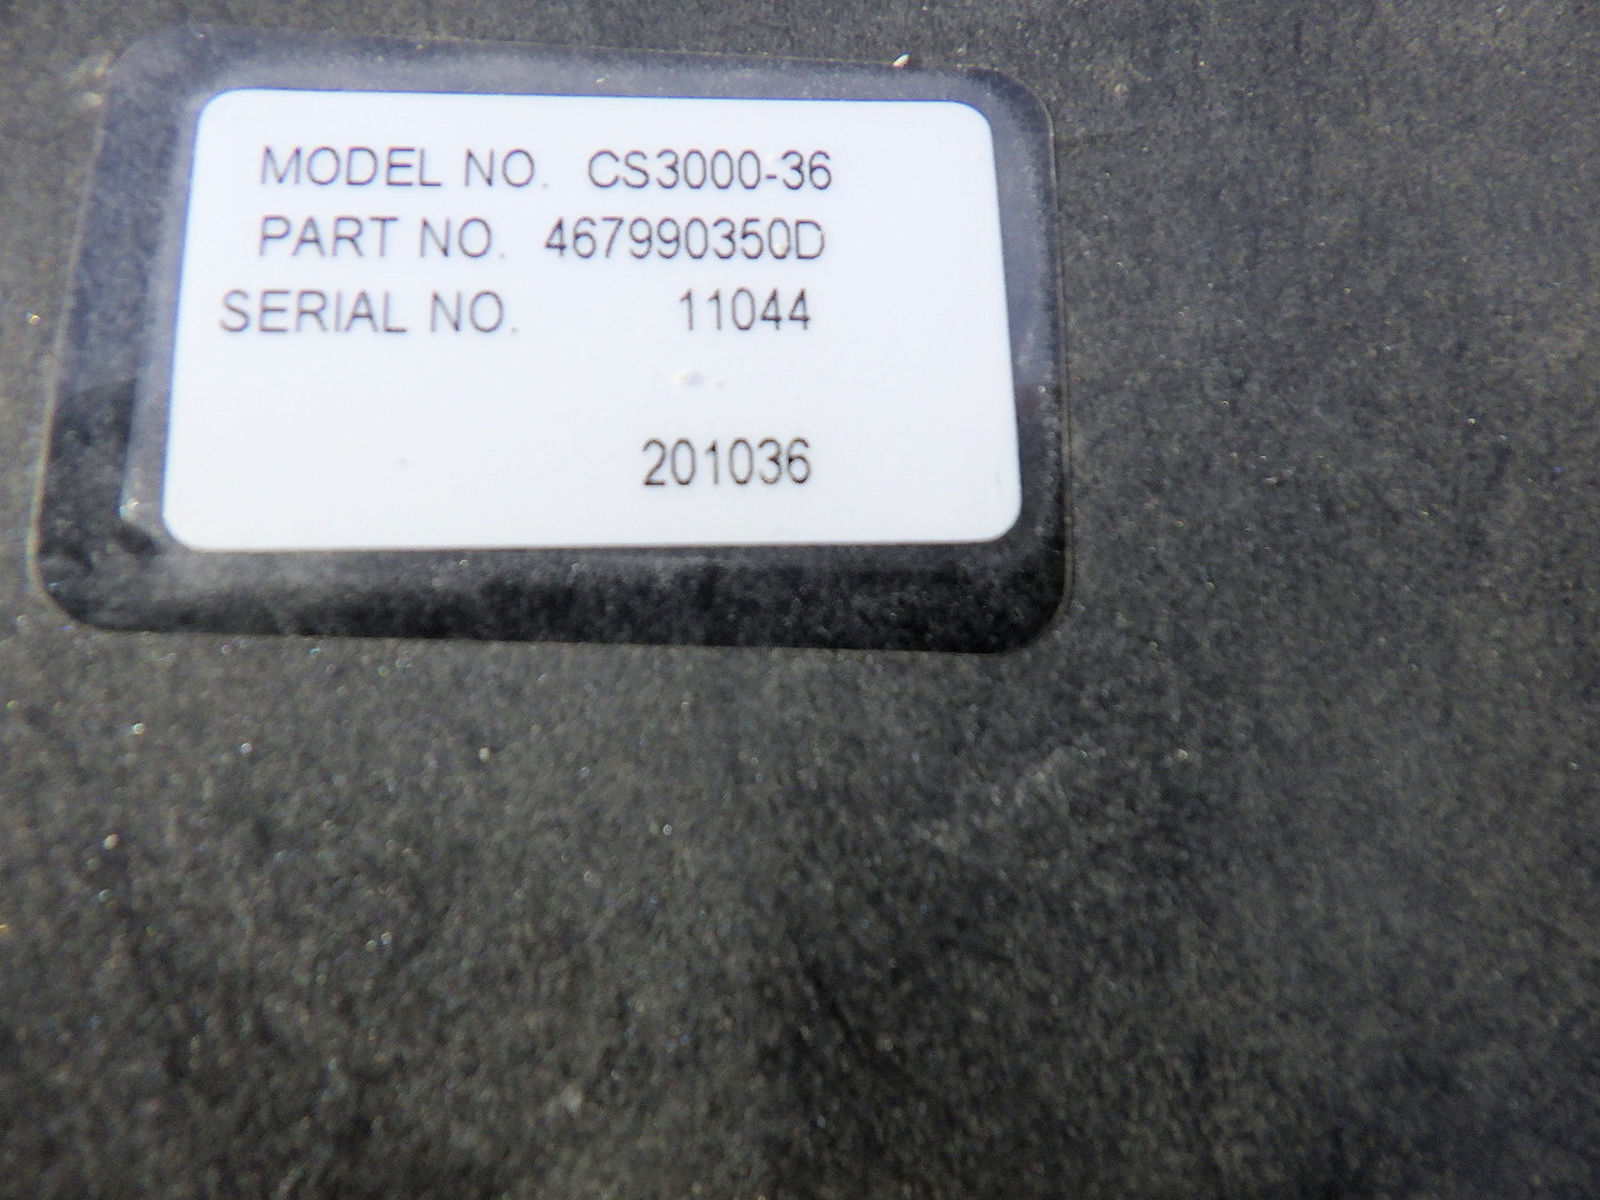 MODEL NO. CS3000-36
PART NO. 467990350D
SERIAL NO. 11044
201036